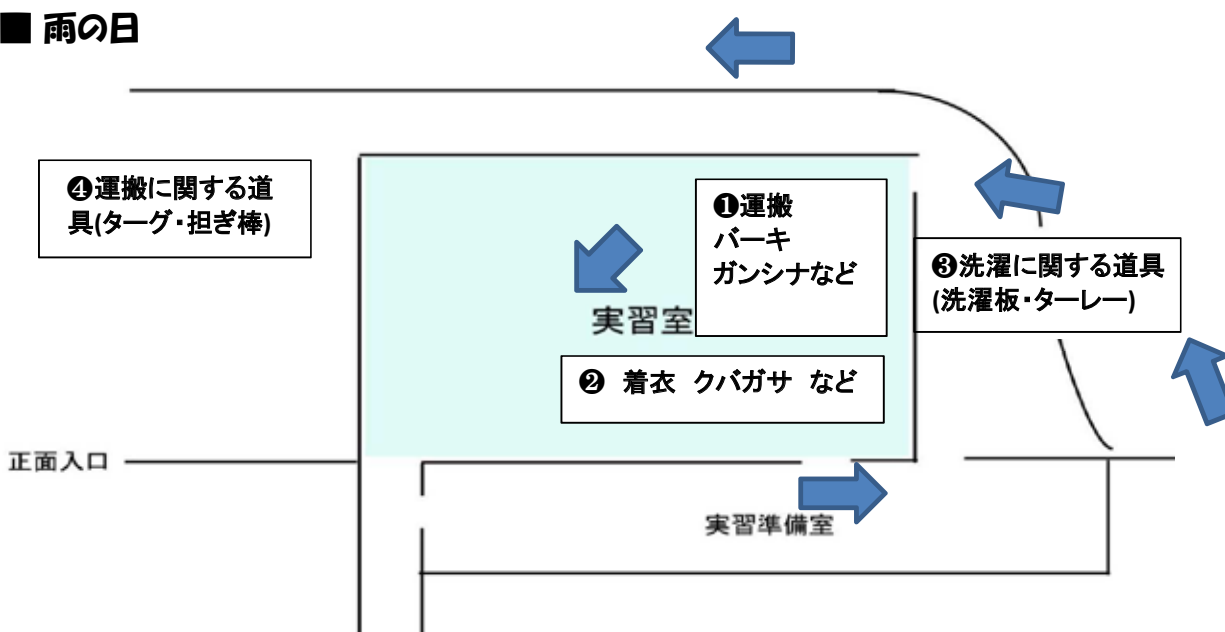 ■ 雨の日
❹運搬に関する道
具(ターグ・担ぎ棒)
❶運搬
バーキ
ガンシナなど
❸洗濯に関する道具
(洗濯板・ターレー)
実習室
❷ 着衣 クバガサ など
正面入口
実習準備室